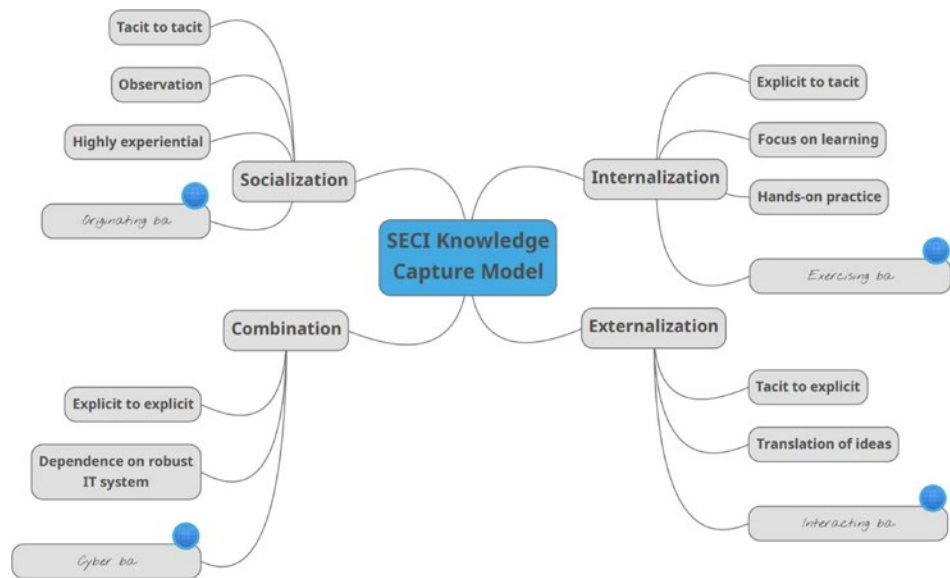 Tacit to tacit
Observation
Highly experiential
Socialization
Originating ba
Explicit to tacit
Focus on learning
Internalization
Hands-on practice
Exercising ba
SECI Knowledge
Capture Model
Combination
Explicit to explicit
Dependence on robust
IT system
Cyber ba
Externalization
Tacit to explicit
Translation of ideas
Interacting ba